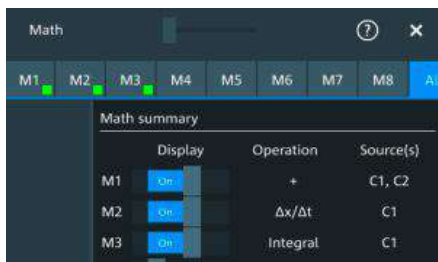 Math ? ×
M1 M2 M3 M4 M5 M6 M7 M8 Al
Math summary
Display Operation Source(s)
M1 On + C1, C2
M2 On Δx/Δt C1
M3 On Integral C1